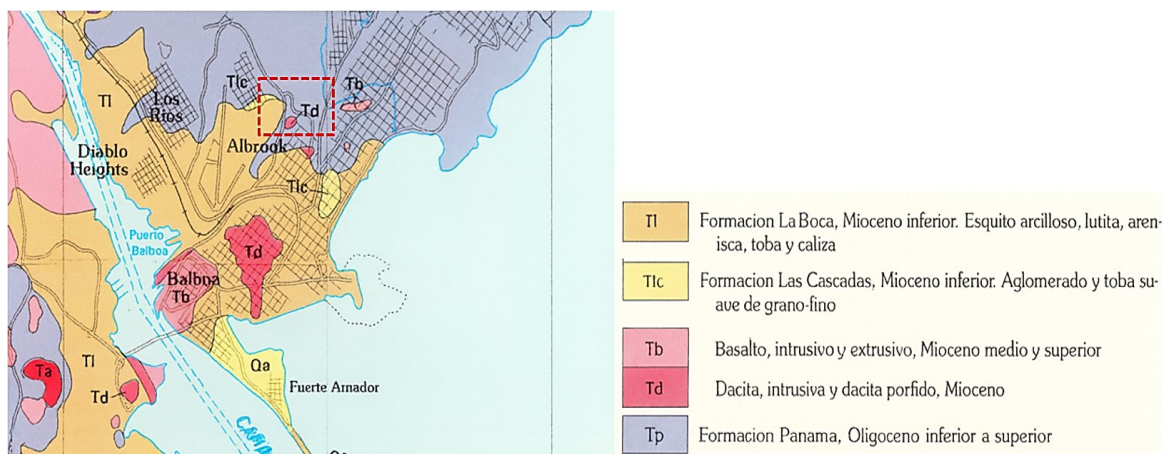 Tlc
Tb
Tl
Los
Rios
Td
Albrook
Diablo
Heights
Tlc
Puerto
Balboa
Td
Balboa
Tb
Tl
Ta
Td
Qa
Fuerte Amador
Tl
Formacion La Boca, Mioceno inferior. Esquito arcilloso, lutita, aren-
isca, toba y caliza
Tlc
Formacion Las Cascadas, Mioceno inferior. Aglomerado y toba su-
ave de grano-fino
Tb
Basalto, intrusivo y extrusivo, Mioceno medio y superior
Td
Dacita, intrusiva y dacita porfido, Mioceno
Tp
Formacion Panama, Oligoceno inferior a superior